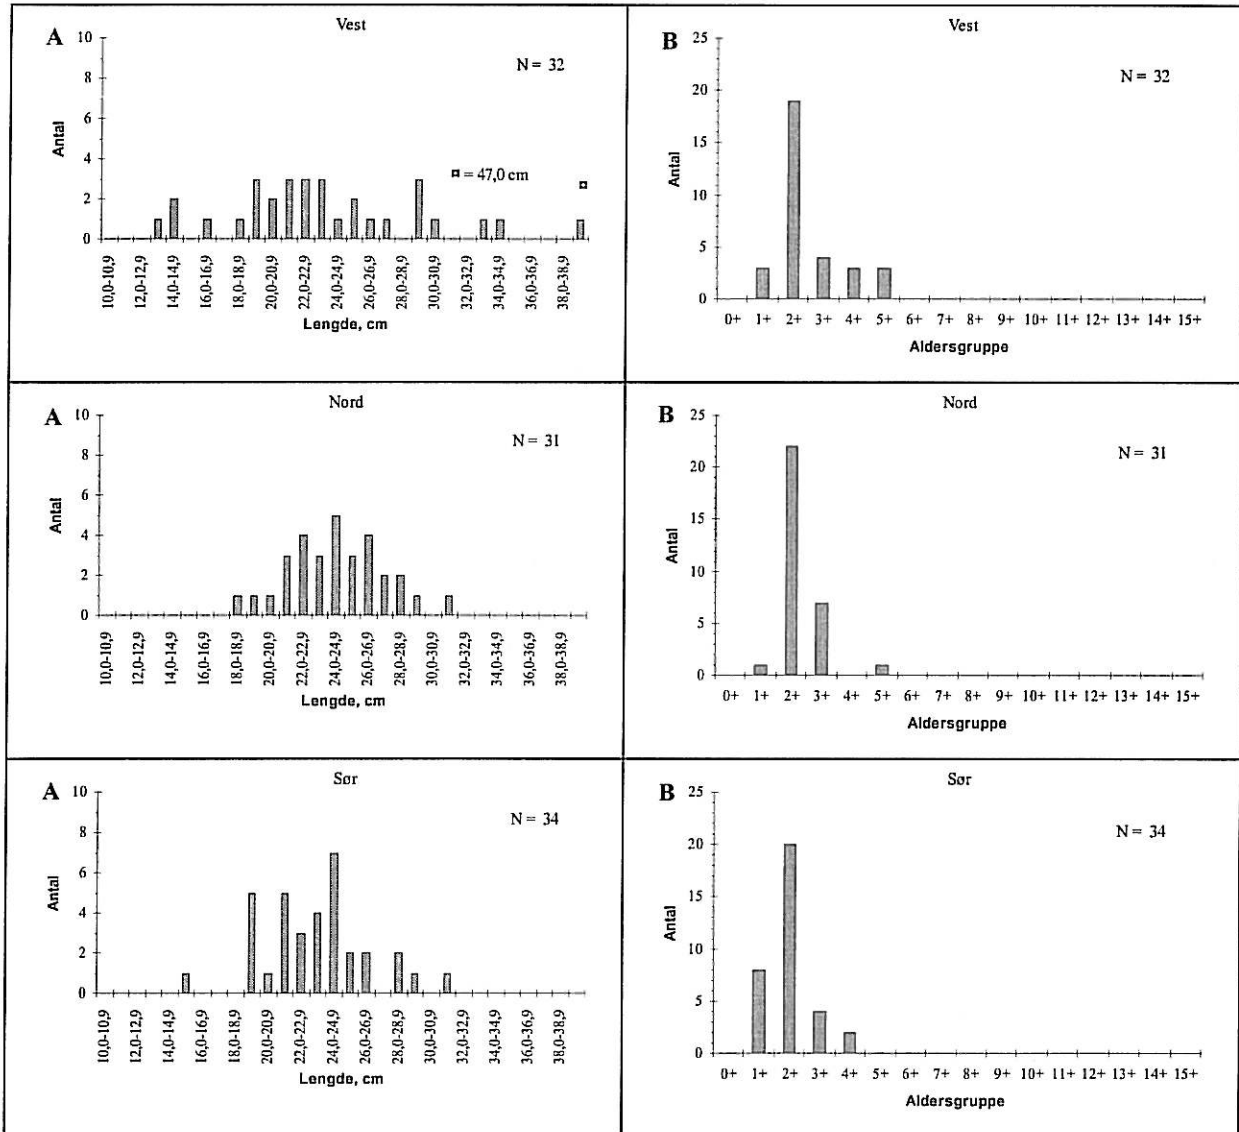 A
Vest
10
8
6
4
2
0
Antal
N = 32
¤ = 47,0 cm
10,0-10,9 12,0-12,9 14,0-14,9 16,0-16,9 18,0-18,9 20,0-20,9 22,0-22,9 24,0-24,9 26,0-26,9 28,0-28,9 30,0-30,9 32,0-32,9 34,0-34,9 36,0-36,9 38,0-38,9
Lengde, cm
B
Vest
25
20
15
10
5
0
Antal
N = 32
0+ 1+ 2+ 3+ 4+ 5+ 6+ 7+ 8+ 9+ 10+ 11+ 12+ 13+ 14+ 15+
Aldersgruppe
A
Nord
10
8
6
4
2
0
Antal
N = 31
10,0-10,9 12,0-12,9 14,0-14,9 16,0-16,9 18,0-18,9 20,0-20,9 22,0-22,9 24,0-24,9 26,0-26,9 28,0-28,9 30,0-30,9 32,0-32,9 34,0-34,9 36,0-36,9 38,0-38,9
Lengde, cm
B
Nord
25
20
15
10
5
0
Antal
N = 31
0+ 1+ 2+ 3+ 4+ 5+ 6+ 7+ 8+ 9+ 10+ 11+ 12+ 13+ 14+ 15+
Aldersgruppe
A
Sør
10
8
6
4
2
0
Antal
N = 34
10,0-10,9 12,0-12,9 14,0-14,9 16,0-16,9 18,0-18,9 20,0-20,9 22,0-22,9 24,0-24,9 26,0-26,9 28,0-28,9 30,0-30,9 32,0-32,9 34,0-34,9 36,0-36,9 38,0-38,9
Lengde, cm
B
Sør
25
20
15
10
5
0
Antal
N = 34
0+ 1+ 2+ 3+ 4+ 5+ 6+ 7+ 8+ 9+ 10+ 11+ 12+ 13+ 14+ 15+
Aldersgruppe